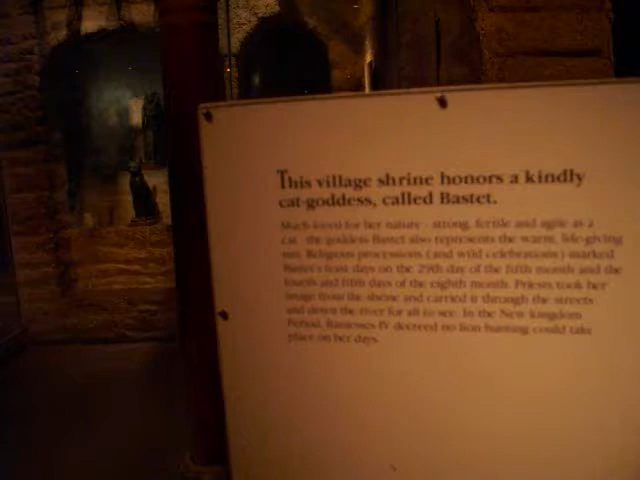 This village shrine honors a kindly
cat-goddess, called Bastet.
Much-loved for her nature - strong, fertile and agile as a
cat - the goddess Bastet also represents the warm, life-giving
sun. Religious processions (and wild celebrations) marked
Bastet's feast days on the 29th day of the fifth month and the
fourth and fifth days of the eighth month. Priests took her
image from the shrine and carried it through the streets
and down the river for all to see. In the New Kingdom
Period, Ramesses IV decreed no lion hunting could take
place on her days.